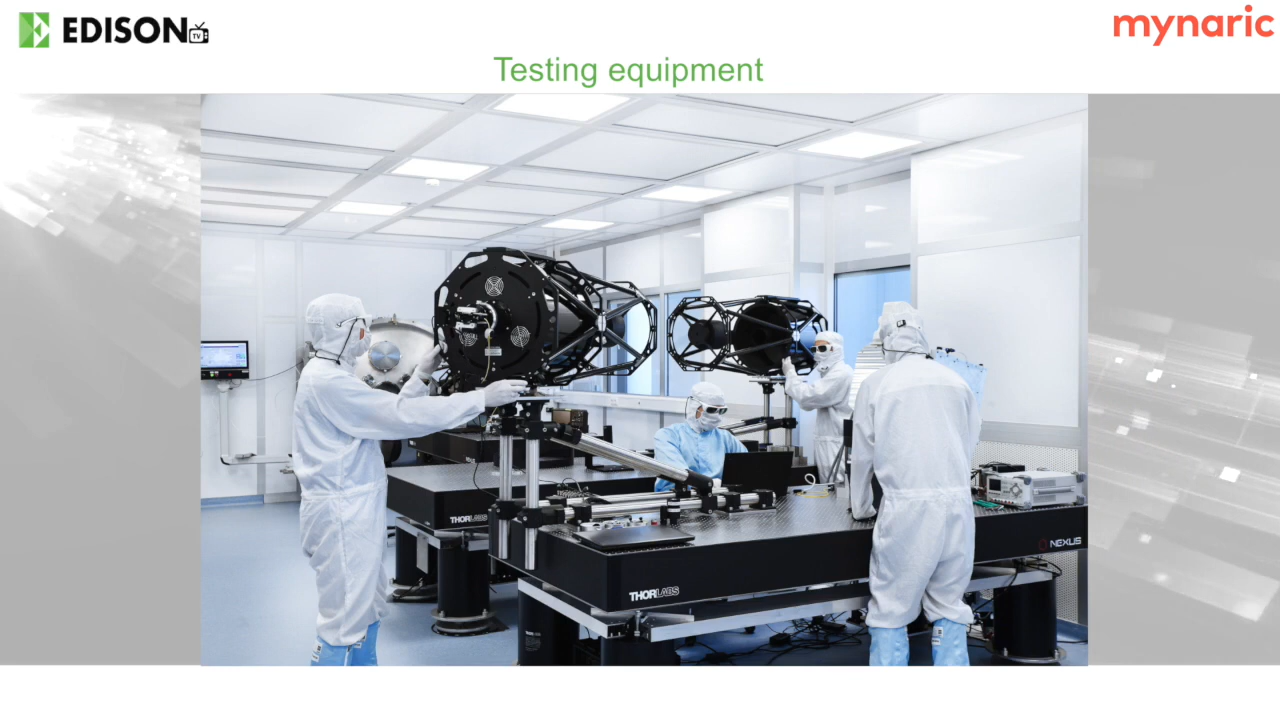 EDISON TV
mynaric
Testing equipment
THORLABS
THORLABS
NEXUS